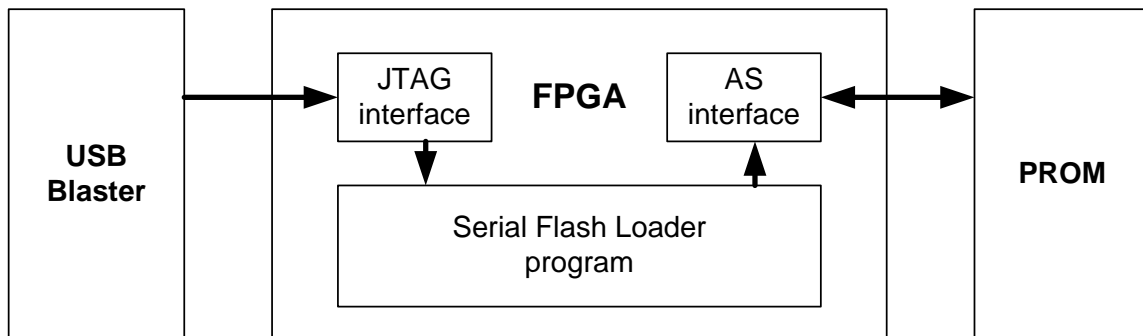 USB
Blaster
JTAG
interface
FPGA
AS
interface
Serial Flash Loader
program
PROM